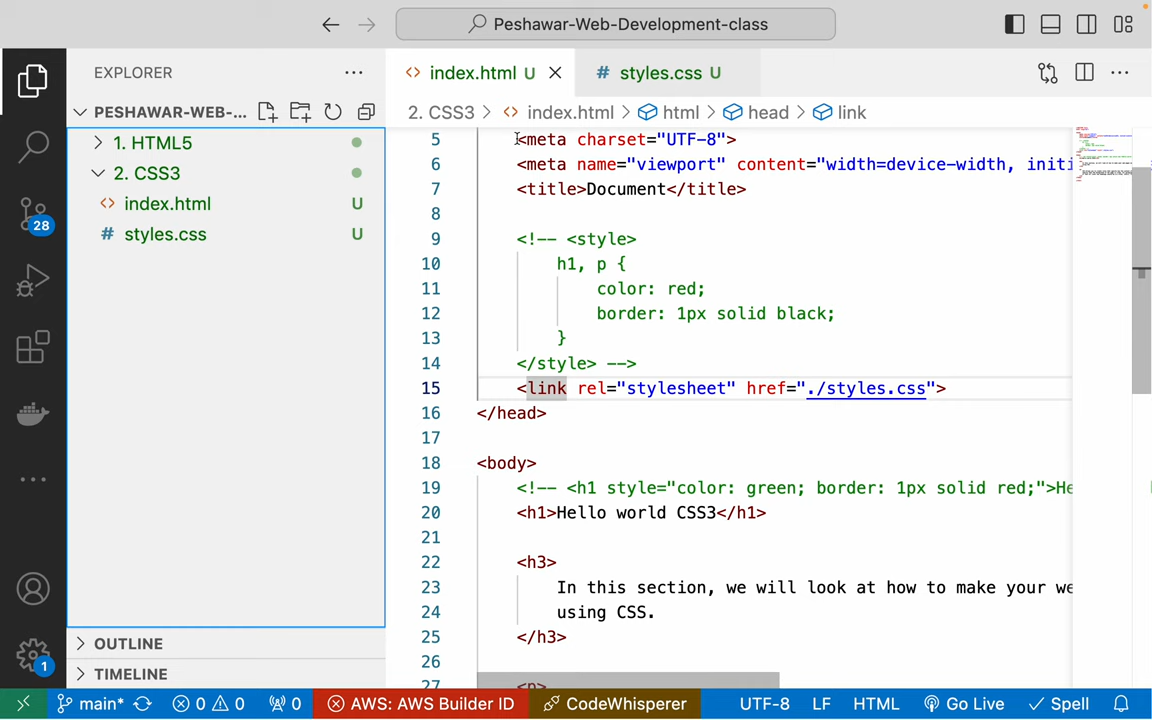 Peshawar-Web-Development-class
EXPLORER
index.html U
# styles.css U
PESHAWAR-WEB-...
2. CSS3 > index.html > html > head > link
1. HTML5
2. CSS3
index.html U
# styles.css U
28
5 <meta charset="UTF-8">
6 <meta name="viewport" content="width=device-width, initi
7 <title>Document</title>
8
9 <!-- <style>
10 h1, p {
11 color: red;
12 border: 1px solid black;
13 }
14 </style> -->
15 <link rel="stylesheet" href="./styles.css">
16 </head>
17
18 <body>
19 <!-- <h1 style="color: green; border: 1px solid red;">He
20 <h1>Hello world CSS3</h1>
21
22 <h3>
23 In this section, we will look at how to make your we
24 using CSS.
25 </h3>
26
27 <p>
OUTLINE
TIMELINE
1
main* 0 0 0 AWS: AWS Builder ID CodeWhisperer UTF-8 LF HTML Go Live Spell